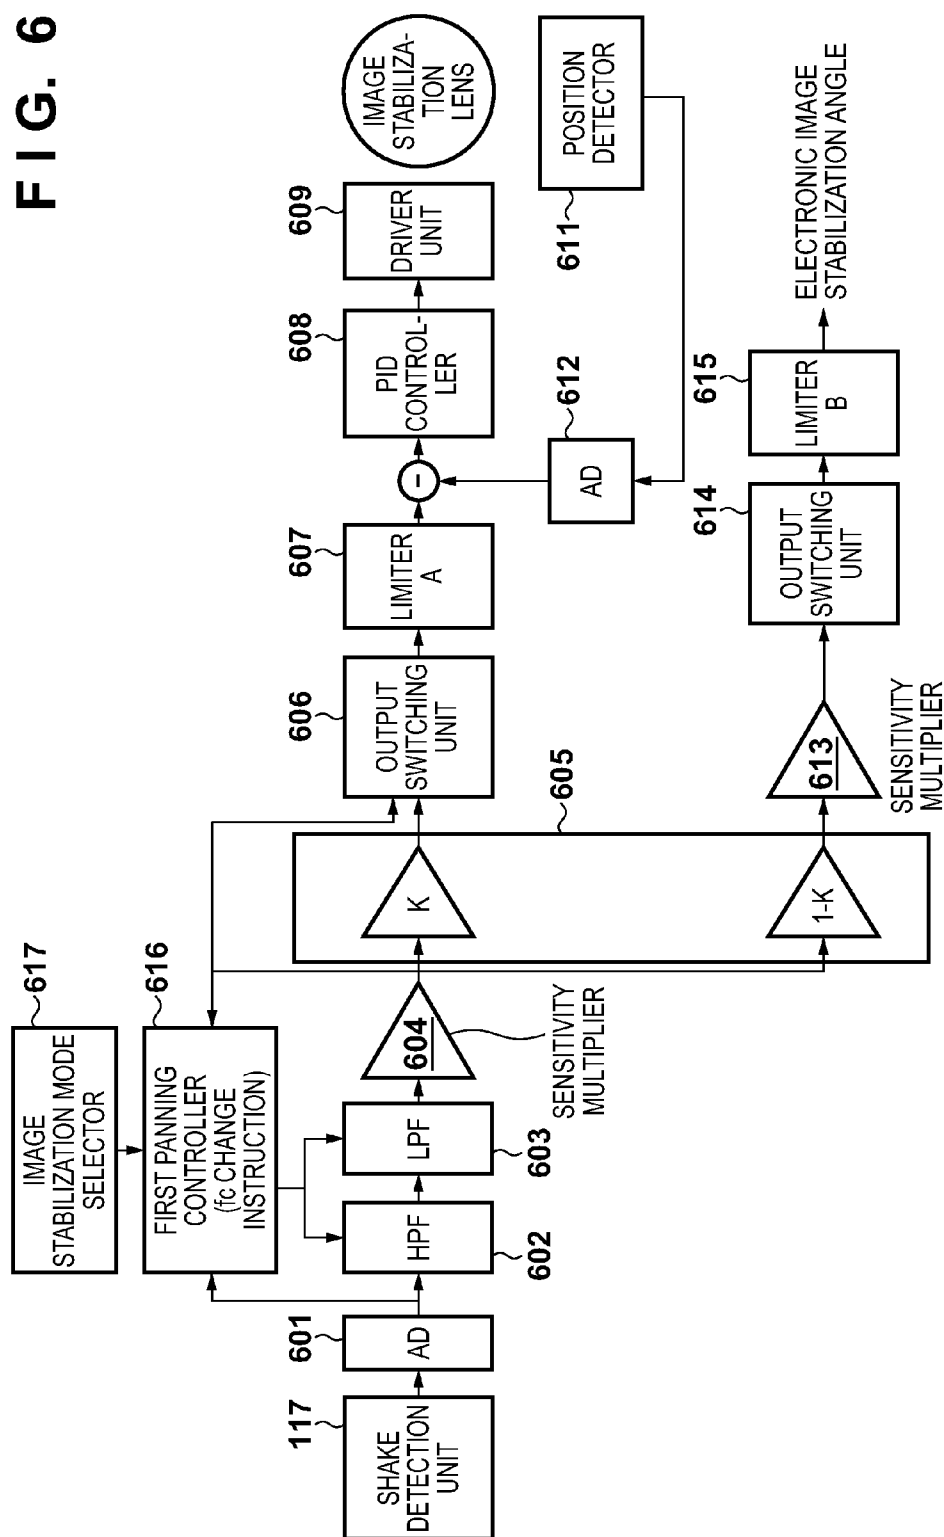 FIG. 6
617
IMAGE
STABILIZATION MODE
SELECTOR
616
FIRST PANNING
CONTROLLER
(fc CHANGE
INSTRUCTION)
117
SHAKE
DETECTION
UNIT
601
AD
HPF
602
LPF
603
604
SENSITIVITY
MULTIPLIER
605
K
1-K
606
OUTPUT
SWITCHING
UNIT
607
LIMITER
A
-
608
PID
CONTROL-
LER
609
DRIVER
UNIT
IMAGE
STABILIZA-
TION
LENS
POSITION
DETECTOR
611
612
AD
613
SENSITIVITY
MULTIPLIER
614
OUTPUT
SWITCHING
UNIT
615
LIMITER
B
ELECTRONIC IMAGE
STABILIZATION ANGLE